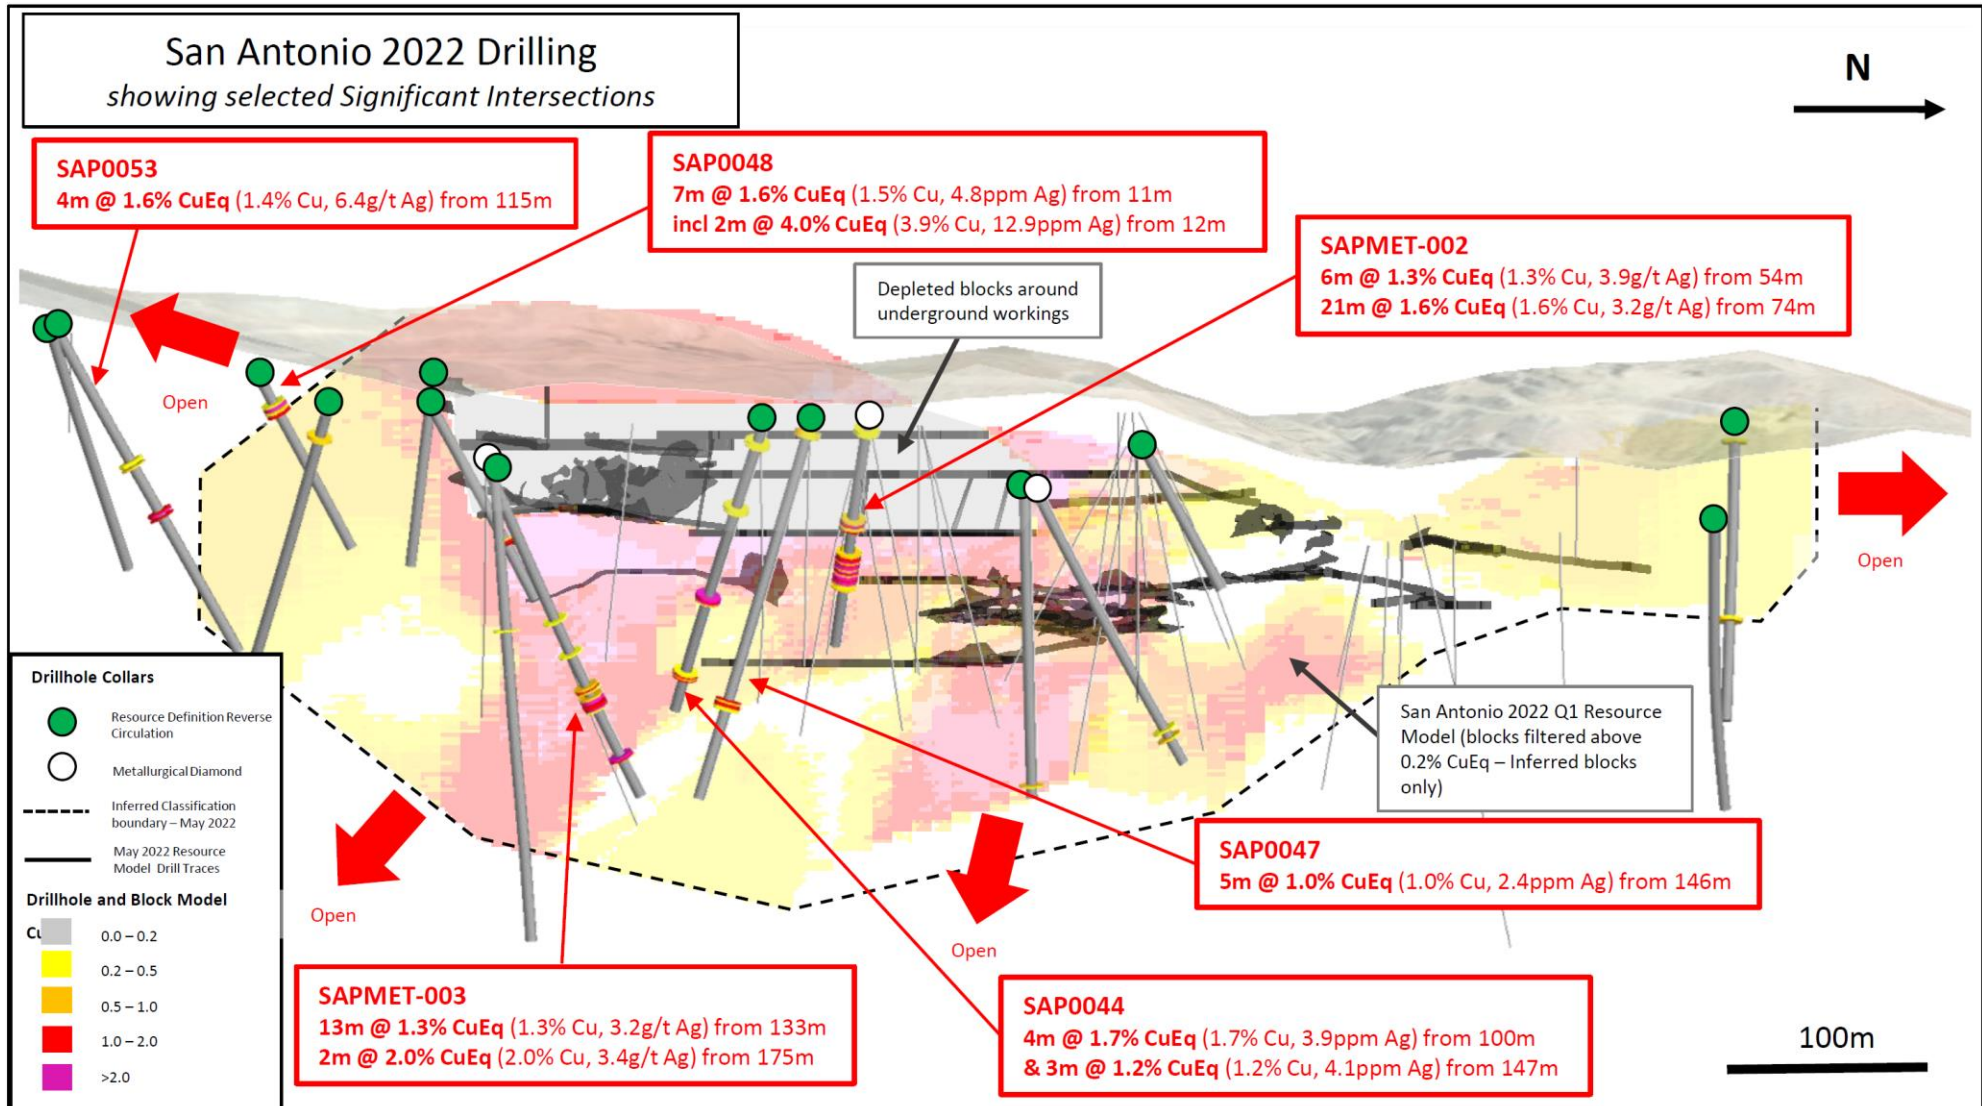 San Antonio 2022 Drilling
showing selected Significant Intersections
N
SAP0053
4m @ 1.6% CuEq (1.4% Cu, 6.4g/t Ag) from 115m
SAP0048
7m @ 1.6% CuEq (1.5% Cu, 4.8ppm Ag) from 11m
incl 2m @ 4.0% CuEq (3.9% Cu, 12.9ppm Ag) from 12m
SAPMET-002
6m @ 1.3% CuEq (1.3% Cu, 3.9g/t Ag) from 54m
21m @ 1.6% CuEq (1.6% Cu, 3.2g/t Ag) from 74m
Depleted blocks around
underground workings
Open
Open
San Antonio 2022 Q1 Resource
Model (blocks filtered above
0.2% CuEq – Inferred blocks
only)
Open
Open
SAP0047
5m @ 1.0% CuEq (1.0% Cu, 2.4ppm Ag) from 146m
SAPMET-003
13m @ 1.3% CuEq (1.3% Cu, 3.2g/t Ag) from 133m
2m @ 2.0% CuEq (2.0% Cu, 3.4g/t Ag) from 175m
SAP0044
4m @ 1.7% CuEq (1.7% Cu, 3.9ppm Ag) from 100m
& 3m @ 1.2% CuEq (1.2% Cu, 4.1ppm Ag) from 147m
100m
Drillhole Collars
Resource Definition Reverse
Circulation
Metallurgical Diamond
Inferred Classification
boundary – May 2022
May 2022 Resource
Model Drill Traces
Drillhole and Block Model
0.0 – 0.2
0.2 – 0.5
0.5 – 1.0
1.0 – 2.0
>2.0